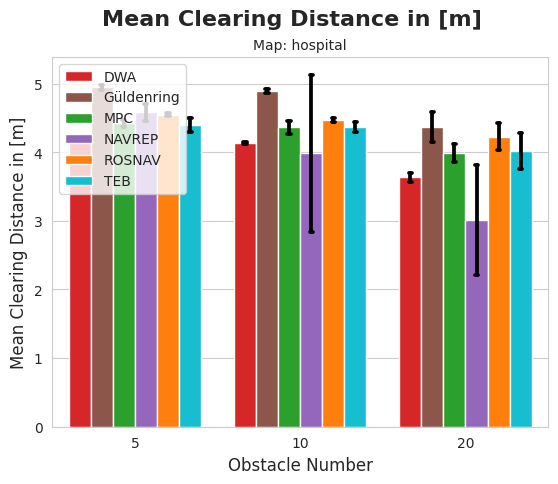 Mean Clearing Distance in [m]
Map: hospital
Mean Clearing Distance in [m]
5
4
3
2
1
0
DWA
Güldenring
MPC
NAVREP
ROSNAV
TEB
5 10 20
Obstacle Number